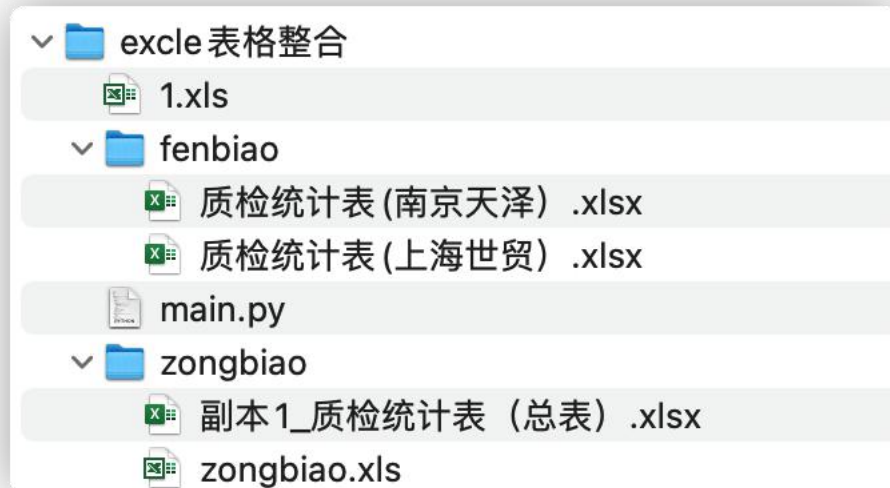 excle表格整合
1.xls
fenbiao
质检统计表(南京天泽）.xlsx
质检统计表(上海世贸）.xlsx
main.py
zongbiao
副本1_质检统计表（总表）.xlsx
zongbiao.xls